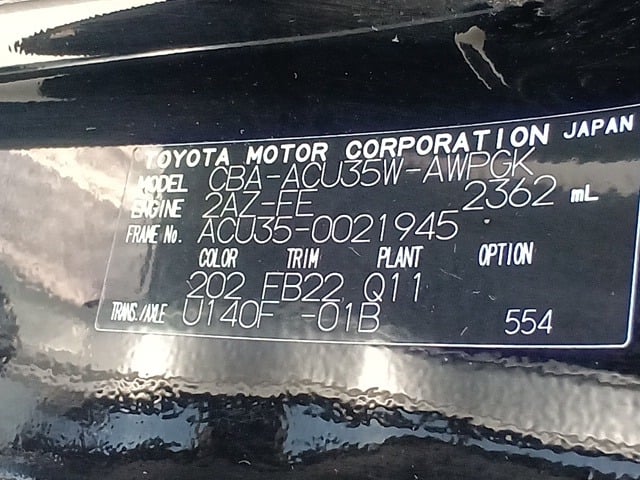 TOYOTA MOTOR CORPORATION JAPAN
MODEL CBA-ACU35W-AWPGK
ENGINE 2AZ-FE 2362 mL
FRAME No. ACU35-0021945
COLOR TRIM PLANT OPTION
202 FB22 Q11
TRANS./AXLE U140F -01B 554